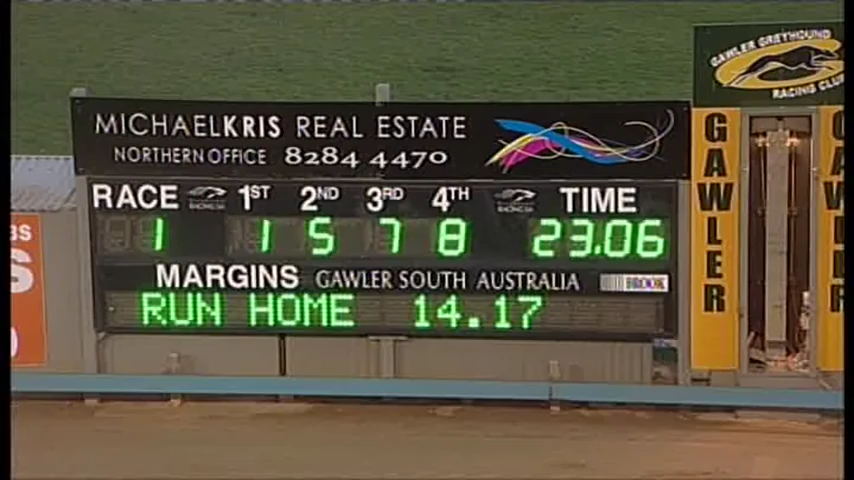 GAWLER GREYHOUND
RACING CLUB
MICHAELKRIS REAL ESTATE
NORTHERN OFFICE 8284 4470
RACE 1ST 2ND 3RD 4TH TIME
1 1 5 7 8 23.06
MARGINS GAWLER SOUTH AUSTRALIA BROOK
RUN HOME 14.17
GAWLER